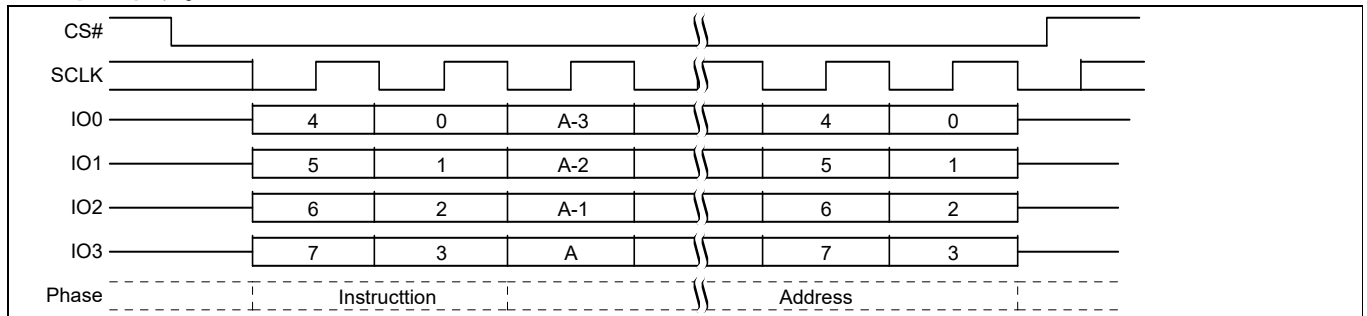 CS#
SCLK
IO0 4 0 A-3 4 0
IO1 5 1 A-2 5 1
IO2 6 2 A-1 6 2
IO3 7 3 A 7 3
Phase Instructtion Address